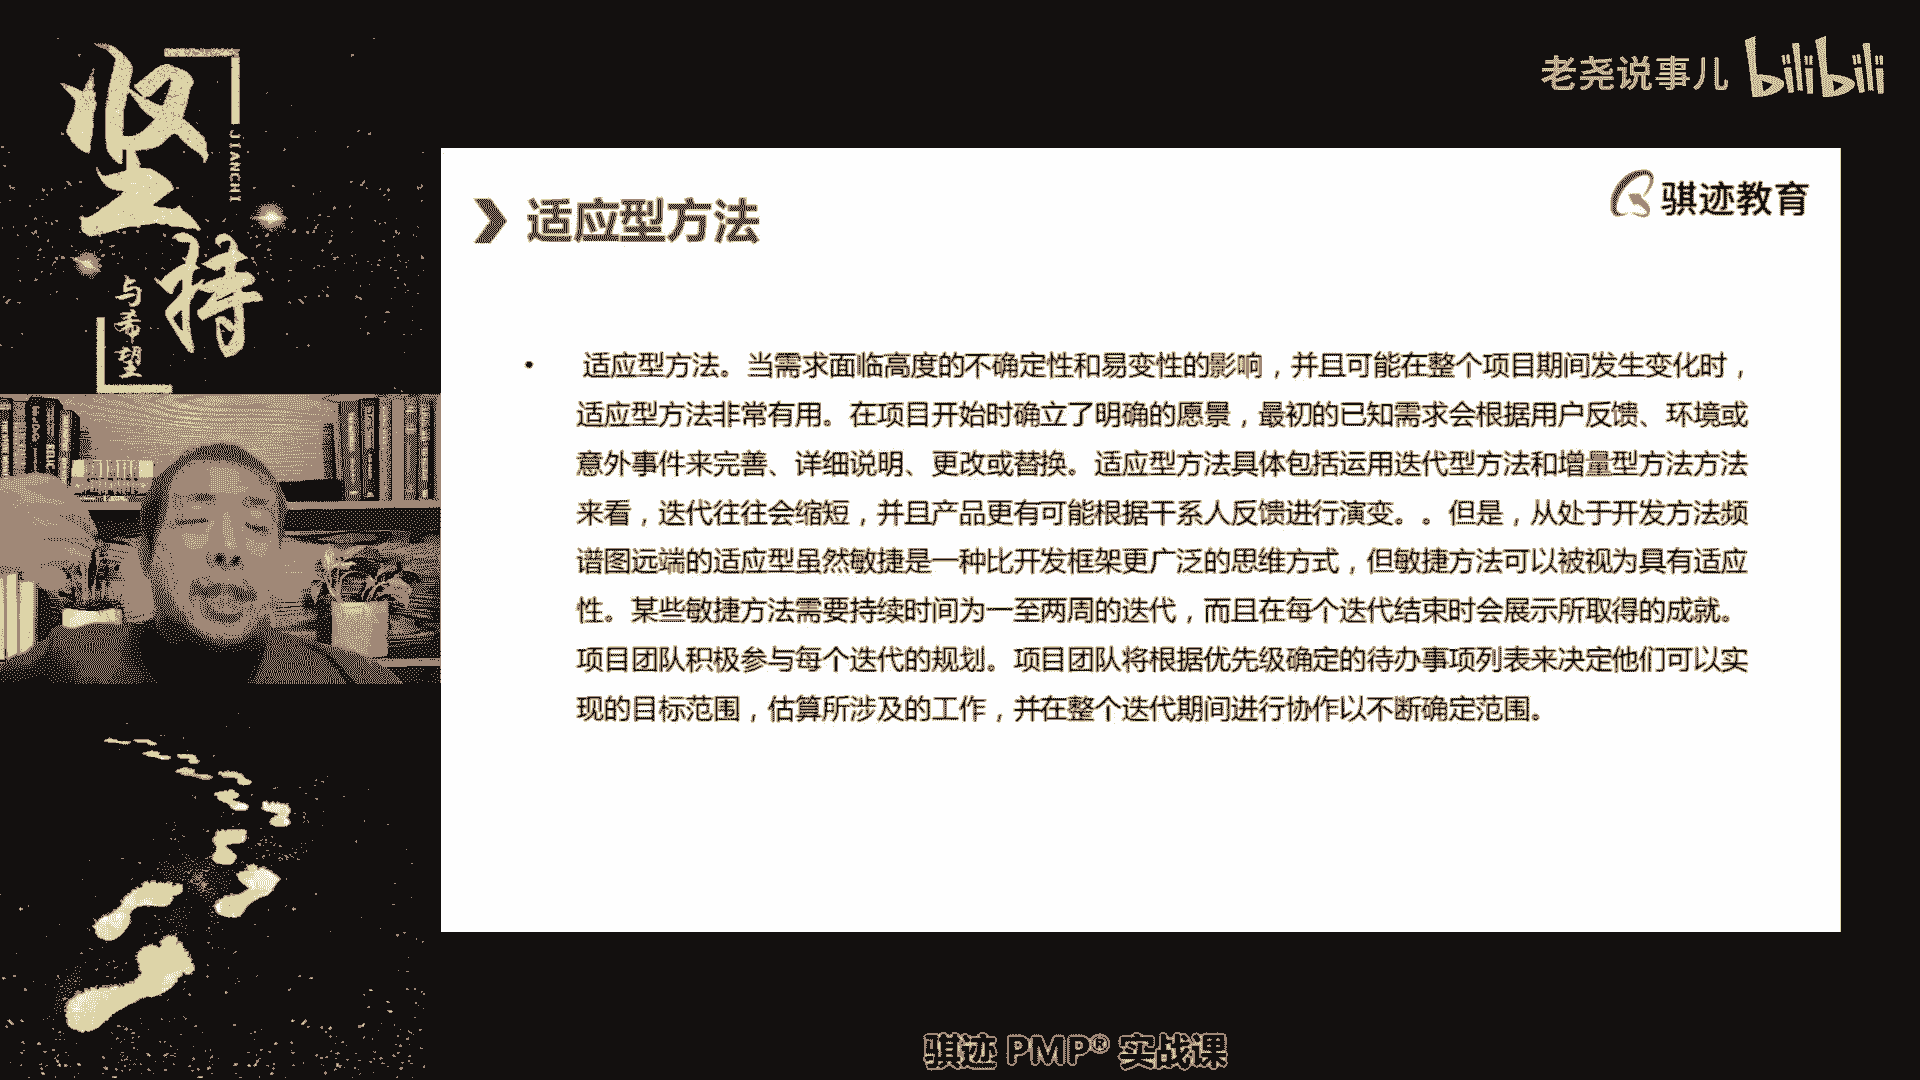 坚持
JIANCHI
与希望
老尧说事儿 bilibili
骐迹教育
适应型方法
• 适应型方法。当需求面临高度的不确定性和易变性的影响，并且可能在整个项目期间发生变化时，
适应型方法非常有用。在项目开始时确立了明确的愿景，最初的已知需求会根据用户反馈、环境或
意外事件来完善、详细说明、更改或替换。适应型方法具体包括运用迭代型方法和增量型方法方法
来看，迭代往往会缩短，并且产品更有可能根据干系人反馈进行演变。。但是，从处于开发方法频
谱图远端的适应型虽然敏捷是一种比开发框架更广泛的思维方式，但敏捷方法可以被视为具有适应
性。某些敏捷方法需要持续时间为一至两周的迭代，而且在每个迭代结束时会展示所取得的成就。
项目团队积极参与每个迭代的规划。项目团队将根据优先级确定的待办事项列表来决定他们可以实
现的目标范围，估算所涉及的工作，并在整个迭代期间进行协作以不断确定范围。
骐迹 PMP® 实战课